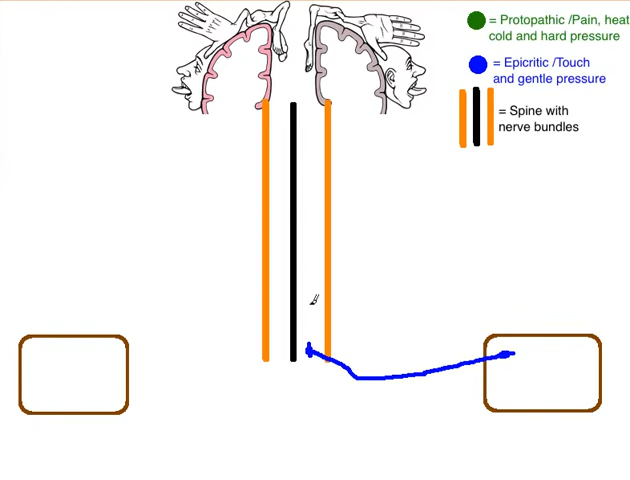 = Protopathic /Pain, heat
cold and hard pressure
= Epicritic /Touch
and gentle pressure
= Spine with
nerve bundles